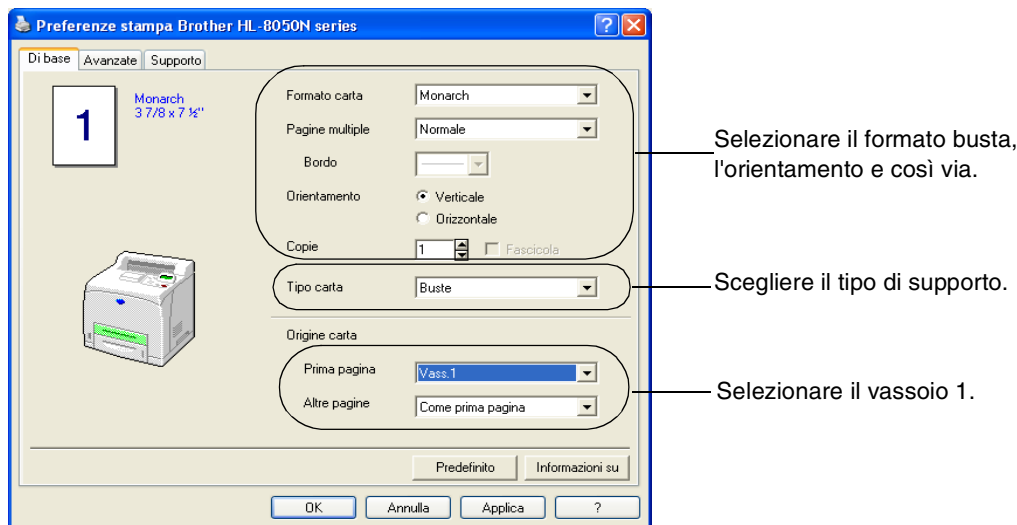 Preferenze stampa Brother HL-8050N series
?
Di base Avanzate Supporto
1
Monarch
3 7/8 x 7 ½"
Formato carta Monarch
Pagine multiple Normale
Bordo
Orientamento Verticale
Orizzontale
Copie 1 Fascicola
Selezionare il formato busta,
l'orientamento e così via.
Tipo carta Buste
Scegliere il tipo di supporto.
Origine carta
Prima pagina Vass.1
Altre pagine Come prima pagina
Selezionare il vassoio 1.
Predefinito Informazioni su
OK Annulla Applica ?